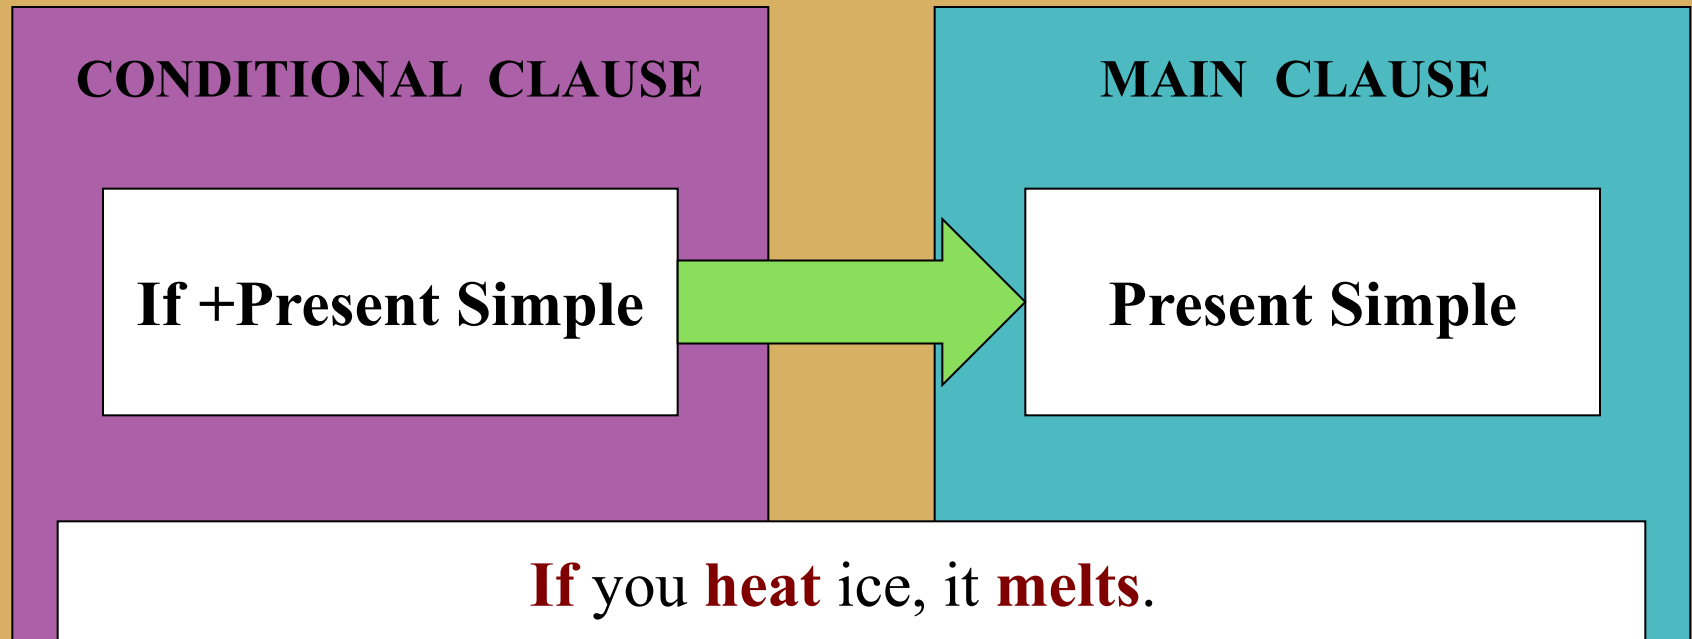 CONDITIONAL CLAUSE
MAIN CLAUSE
If +Present Simple
Present Simple
If you heat ice, it melts.